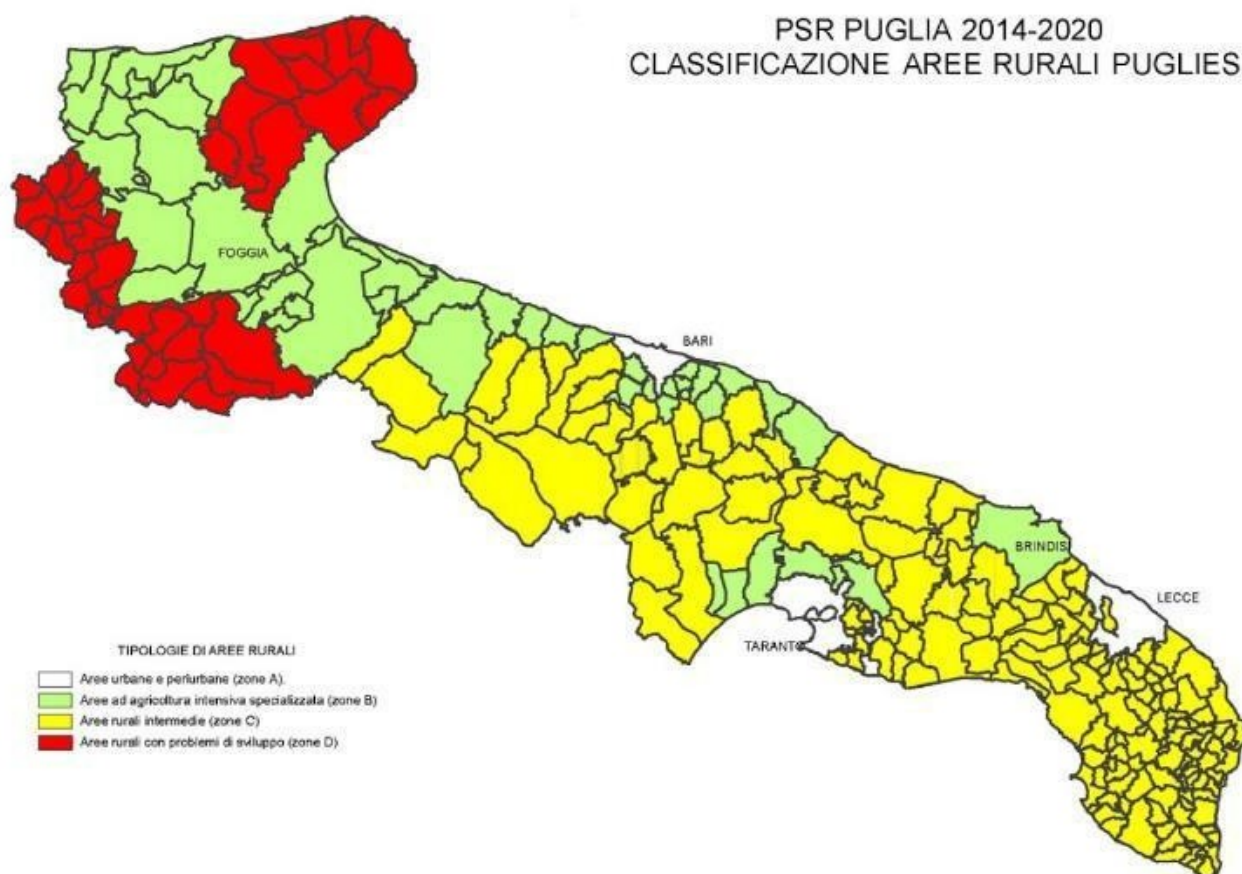 PSR PUGLIA 2014-2020
CLASSIFICAZIONE AREE RURALI PUGLIES
FOGGIA
BARI
BRINDISI
LECCE
TARANTO
TIPOLOGIE DI AREE RURALI
Aree urbane e periurbane (zone A).
Aree ad agricoltura intensiva specializzata (zone B)
Aree rurali intermedie (zone C)
Aree rurali con problemi di sviluppo (zone D)